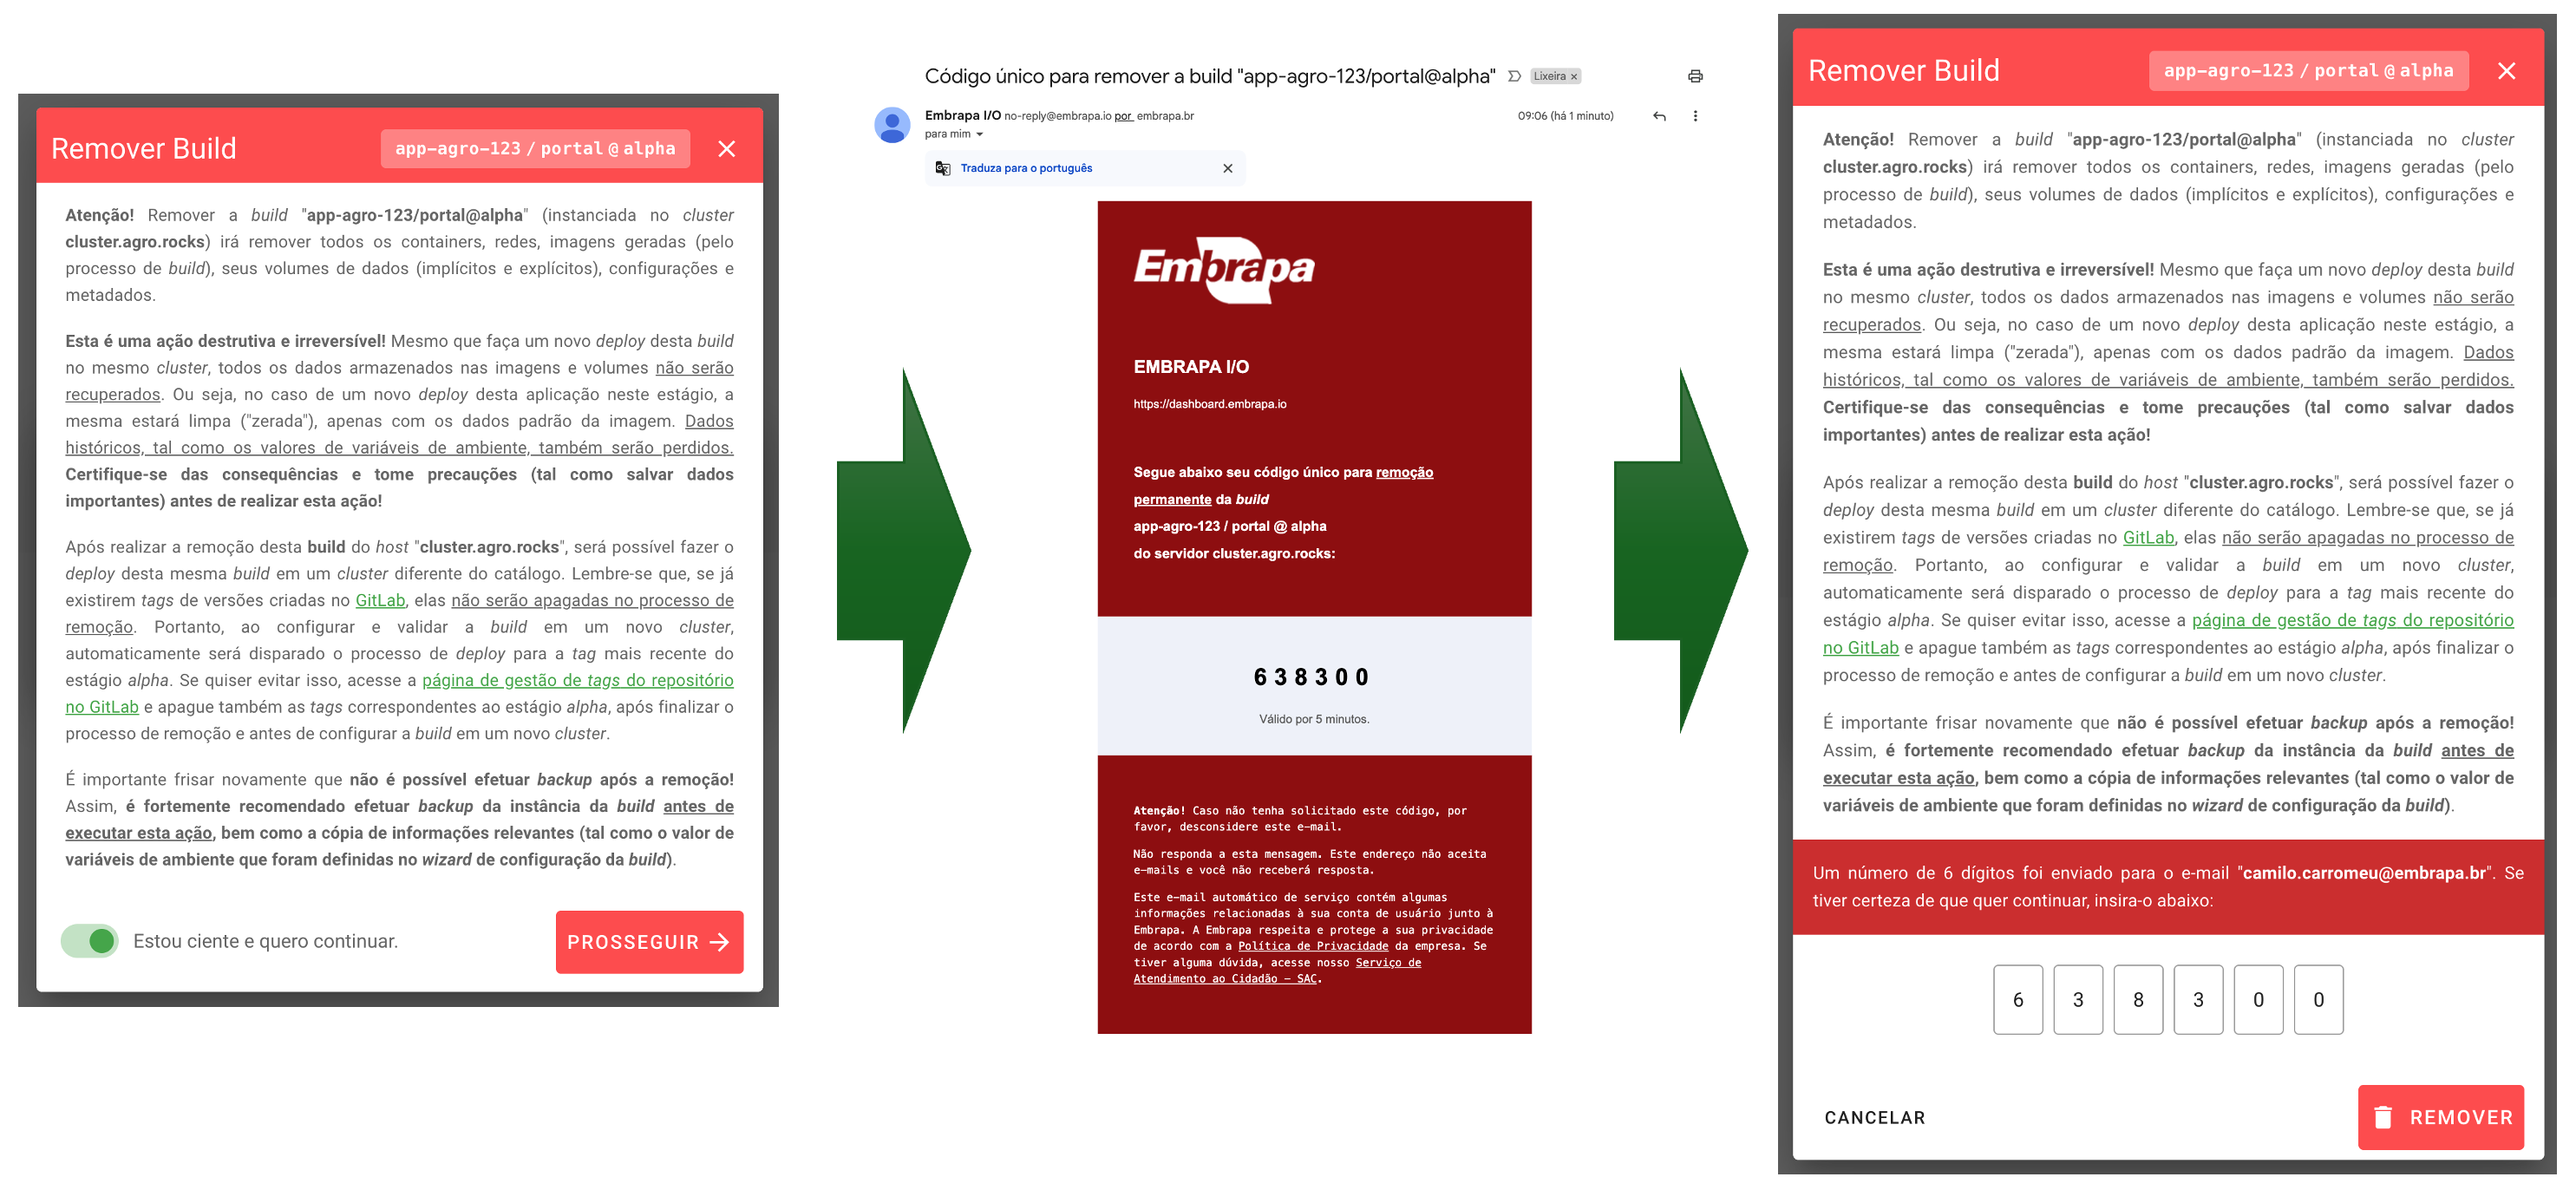 Remover Build
app-agro-123 / portal @ alpha
Atenção! Remover a build "app-agro-123/portal@alpha" (instanciada no cluster
cluster.agro.rocks) irá remover todos os containers, redes, imagens geradas (pelo
processo de build), seus volumes de dados (implícitos e explícitos), configurações e
metadados.
Esta é uma ação destrutiva e irreversível! Mesmo que faça um novo deploy desta build
no mesmo cluster, todos os dados armazenados nas imagens e volumes não serão
recuperados. Ou seja, no caso de um novo deploy desta aplicação neste estágio, a
mesma estará limpa ("zerada"), apenas com os dados padrão da imagem. Dados
históricos, tal como os valores de variáveis de ambiente, também serão perdidos.
Certifique-se das consequências e tome precauções (tal como salvar dados
importantes) antes de realizar esta ação!
Após realizar a remoção desta build do host "cluster.agro.rocks", será possível fazer o
deploy desta mesma build em um cluster diferente do catálogo. Lembre-se que, se já
existirem tags de versões criadas no GitLab, elas não serão apagadas no processo de
remoção. Portanto, ao configurar e validar a build em um novo cluster,
automaticamente será disparado o processo de deploy para a tag mais recente do
estágio alpha. Se quiser evitar isso, acesse a página de gestão de tags do repositório
no GitLab e apague também as tags correspondentes ao estágio alpha, após finalizar o
processo de remoção e antes de configurar a build em um novo cluster.
É importante frisar novamente que não é possível efetuar backup após a remoção!
Assim, é fortemente recomendado efetuar backup da instância da build antes de
executar esta ação, bem como a cópia de informações relevantes (tal como o valor de
variáveis de ambiente que foram definidas no wizard de configuração da build).
Estou ciente e quero continuar.
PROSSEGUIR
Código único para remover a build "app-agro-123/portal@alpha"
Lixeira
Embrapa I/O no-reply@embrapa.io por embrapa.br
09:06 (há 1 minuto)
para mim
Traduza para o português
Embrapa
EMBRAPA I/O
https://dashboard.embrapa.io
Segue abaixo seu código único para remoção
permanente da build
app-agro-123 / portal @ alpha
do servidor cluster.agro.rocks:
638300
Válido por 5 minutos.
Atenção! Caso não tenha solicitado este código, por
favor, desconsidere este e-mail.
Não responda a esta mensagem. Este endereço não aceita
e-mails e você não receberá resposta.
Este e-mail automático de serviço contém algumas
informações relacionadas à sua conta de usuário junto à
Embrapa. A Embrapa respeita e protege a sua privacidade
de acordo com a Política de Privacidade da empresa. Se
tiver alguma dúvida, acesse nosso Serviço de
Atendimento ao Cidadão - SAC.
Remover Build
app-agro-123 / portal @ alpha
Atenção! Remover a build "app-agro-123/portal@alpha" (instanciada no cluster
cluster.agro.rocks) irá remover todos os containers, redes, imagens geradas (pelo
processo de build), seus volumes de dados (implícitos e explícitos), configurações e
metadados.
Esta é uma ação destrutiva e irreversível! Mesmo que faça um novo deploy desta build
no mesmo cluster, todos os dados armazenados nas imagens e volumes não serão
recuperados. Ou seja, no caso de um novo deploy desta aplicação neste estágio, a
mesma estará limpa ("zerada"), apenas com os dados padrão da imagem. Dados
históricos, tal como os valores de variáveis de ambiente, também serão perdidos.
Certifique-se das consequências e tome precauções (tal como salvar dados
importantes) antes de realizar esta ação!
Após realizar a remoção desta build do host "cluster.agro.rocks", será possível fazer o
deploy desta mesma build em um cluster diferente do catálogo. Lembre-se que, se já
existirem tags de versões criadas no GitLab, elas não serão apagadas no processo de
remoção. Portanto, ao configurar e validar a build em um novo cluster,
automaticamente será disparado o processo de deploy para a tag mais recente do
estágio alpha. Se quiser evitar isso, acesse a página de gestão de tags do repositório
no GitLab e apague também as tags correspondentes ao estágio alpha, após finalizar o
processo de remoção e antes de configurar a build em um novo cluster.
É importante frisar novamente que não é possível efetuar backup após a remoção!
Assim, é fortemente recomendado efetuar backup da instância da build antes de
executar esta ação, bem como a cópia de informações relevantes (tal como o valor de
variáveis de ambiente que foram definidas no wizard de configuração da build).
Um número de 6 dígitos foi enviado para o e-mail "camilo.carromeu@embrapa.br". Se
tiver certeza de que quer continuar, insira-o abaixo:
6 3 8 3 0 0
CANCELAR
REMOVER